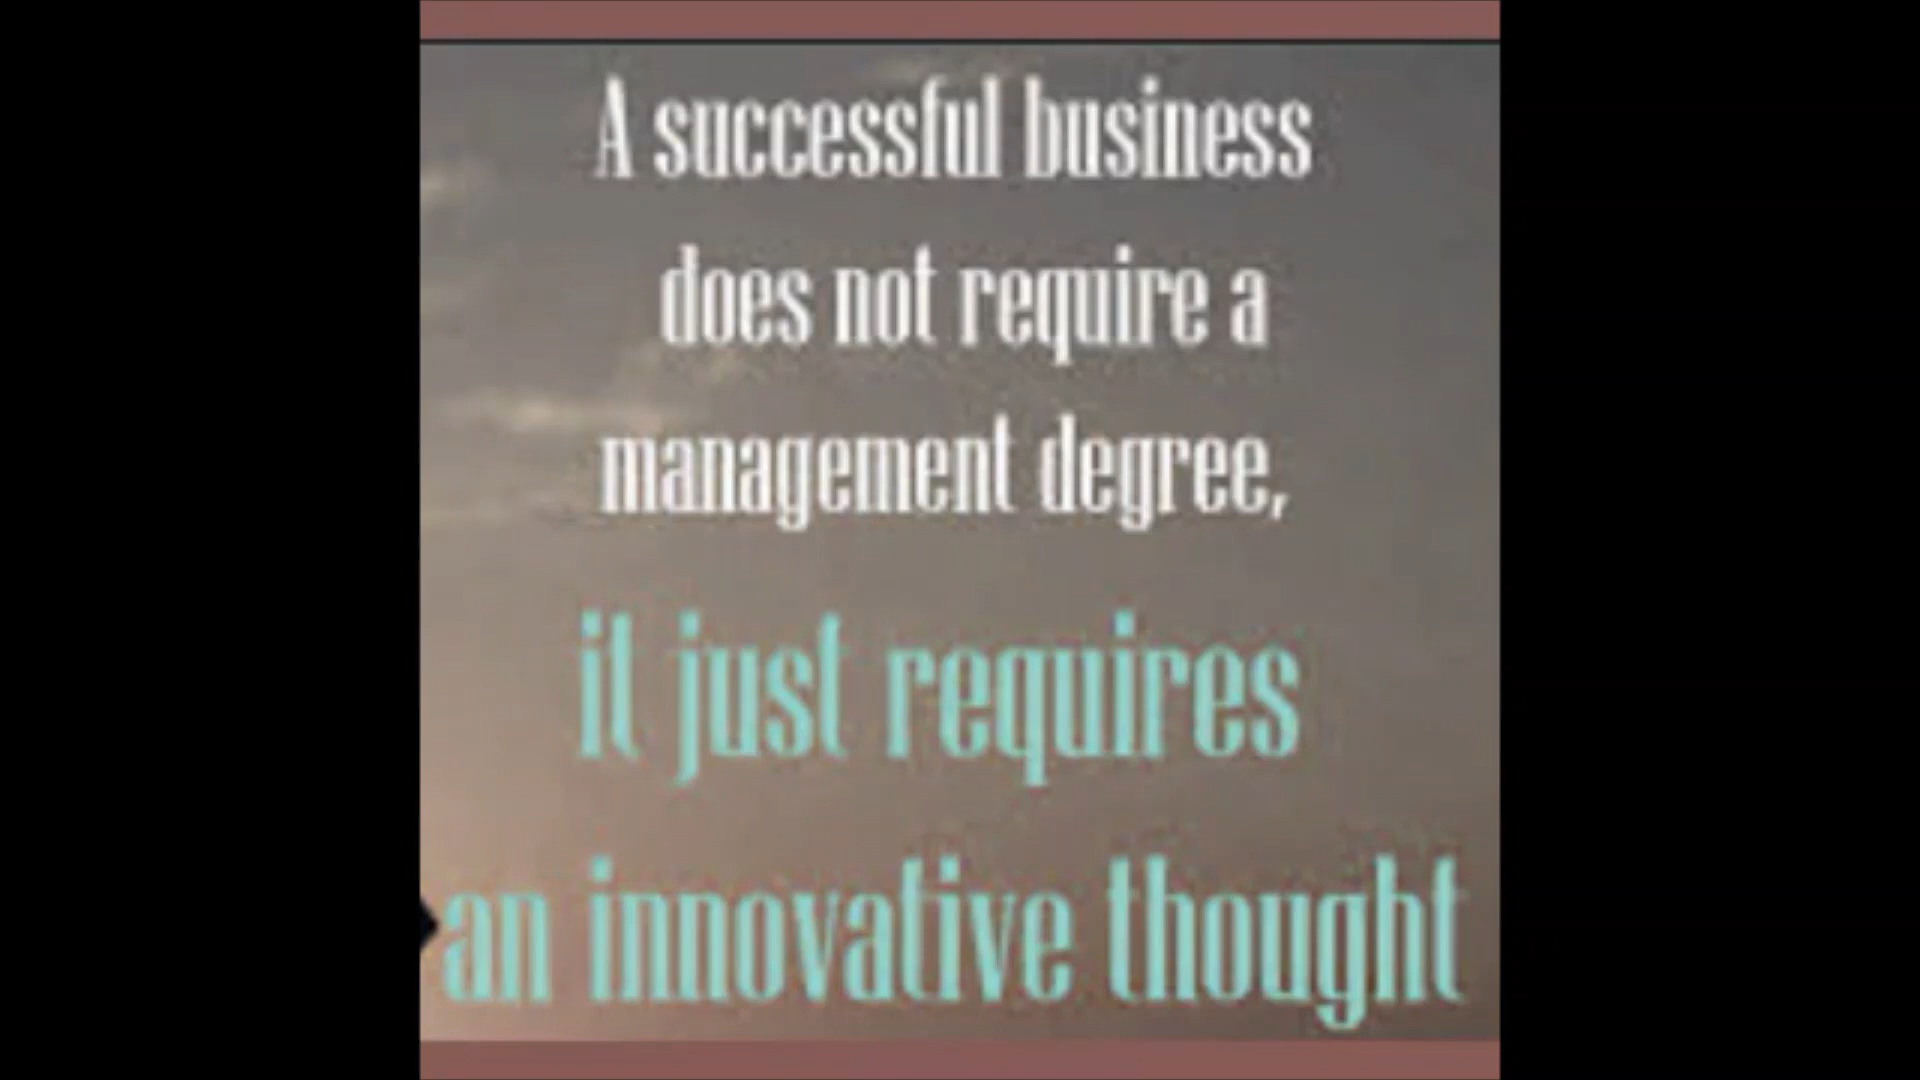 A successful business
does not require a
management degree,
it just requires
an innovative thought